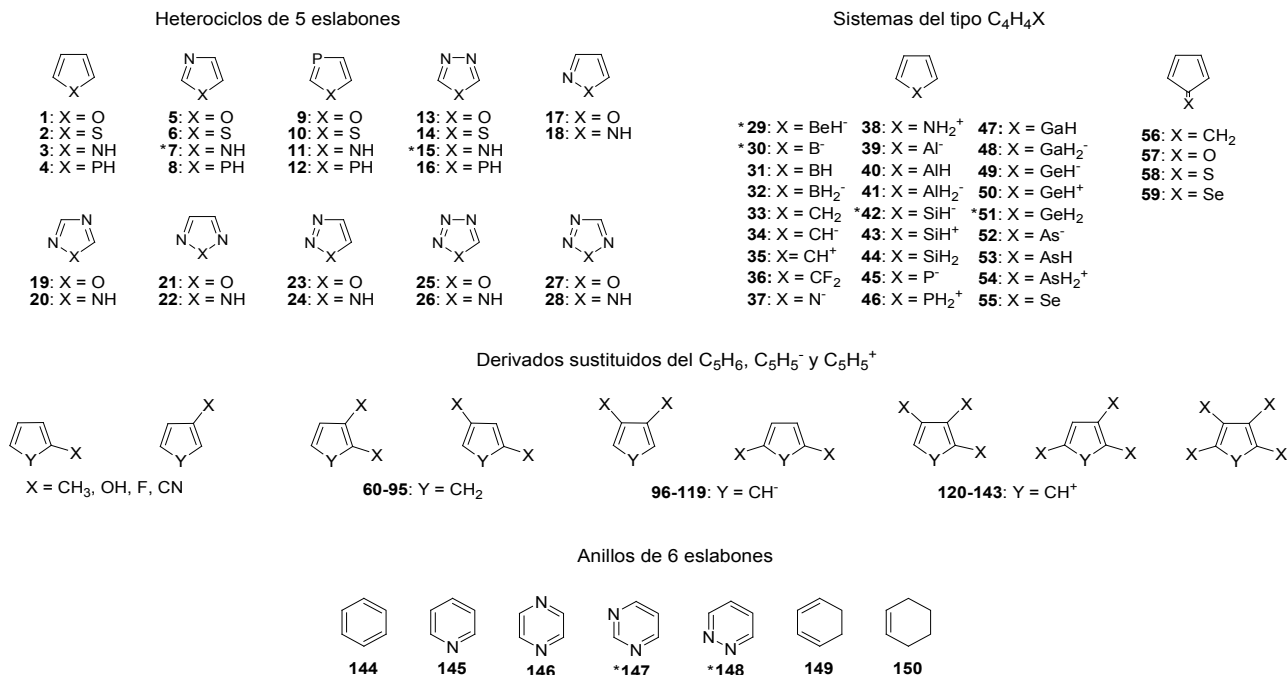 Heterociclos de 5 eslabones
Sistemas del tipo C₄H₄X
N
P
N N
N
X X X X X
X
X
1: X = O 5: X = O 9: X = O 13: X = O 17: X = O
2: X = S 6: X = S 10: X = S 14: X = S 18: X = NH
3: X = NH *7: X = NH 11: X = NH *15: X = NH
4: X = PH 8: X = PH 12: X = PH 16: X = PH
N
N N
N
N
N
N
N
N
N
N
N
X X X X X
19: X = O 21: X = O 23: X = O 25: X = O 27: X = O
20: X = NH 22: X = NH 24: X = NH 26: X = NH 28: X = NH
*29: X = BeH⁻ 38: X = NH₂⁺ 47: X = GaH
*30: X = B⁻ 39: X = Al⁻ 48: X = GaH₂⁻
31: X = BH 40: X = AlH 49: X = GeH⁻
32: X = BH₂⁻ 41: X = AlH₂⁻ 50: X = GeH⁺
33: X = CH₂ *42: X = SiH⁻ *51: X = GeH₂
34: X = CH⁻ 43: X = SiH⁺ 52: X = As⁻
35: X= CH⁺ 44: X = SiH₂ 53: X = AsH
36: X = CF₂ 45: X = P⁻ 54: X = AsH₂⁺
37: X = N⁻ 46: X = PH₂⁺ 55: X = Se
56: X = CH₂
57: X = O
58: X = S
59: X = Se
Derivados sustituidos del C₅H₆, C₅H₅⁻ y C₅H₅⁺
X X X X X X X X X X X
Y X Y Y X Y X Y X Y X Y X X Y X X Y X
X = CH₃, OH, F, CN
60-95: Y = CH₂
96-119: Y = CH⁻
120-143: Y = CH⁺
Anillos de 6 eslabones
N
N
N
N
N
N
N
144 145 146 *147 *148 149 150